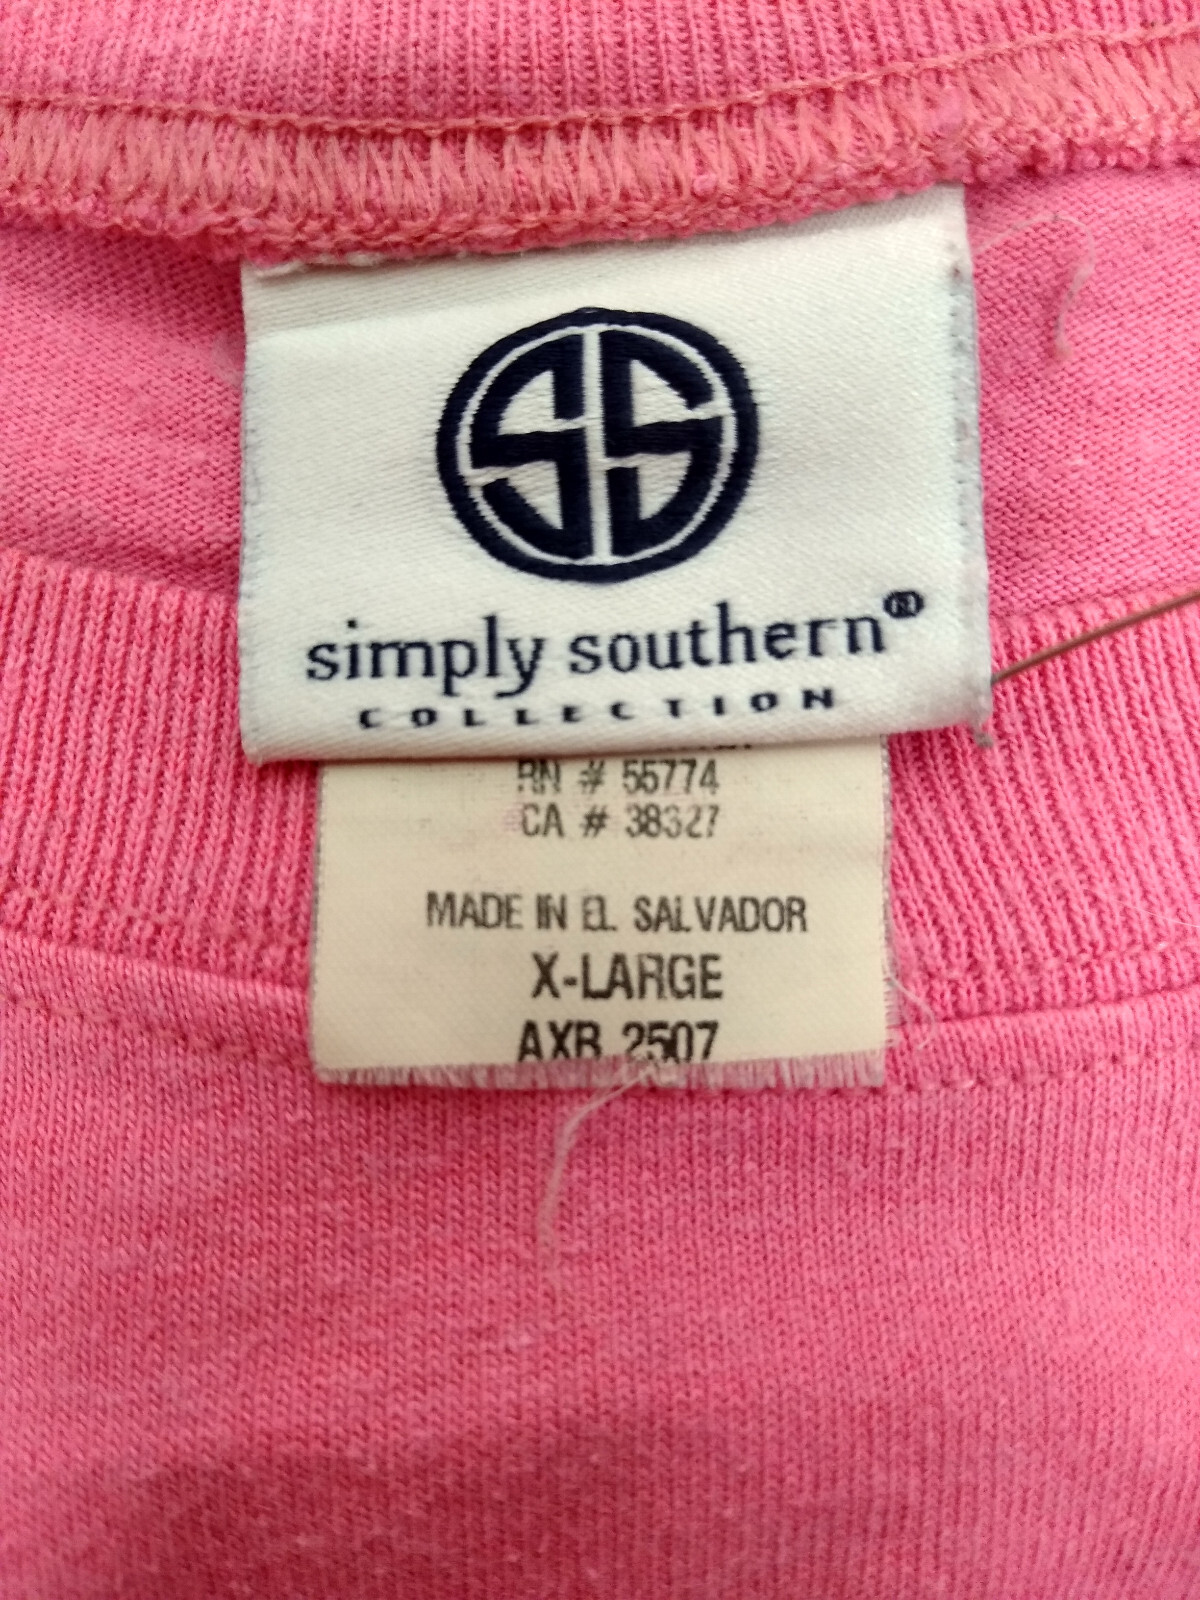 SS
simply southern®
COLLECTION
RN # 55774
CA # 38327
MADE IN EL SALVADOR
X-LARGE
AXB 2507